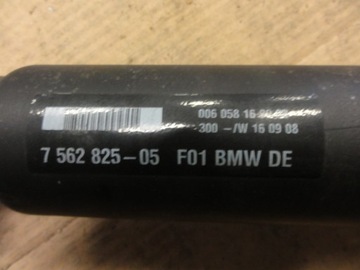 006 058 16
300 -/W 16 09 08
7 562 825-05 F01 BMW DE